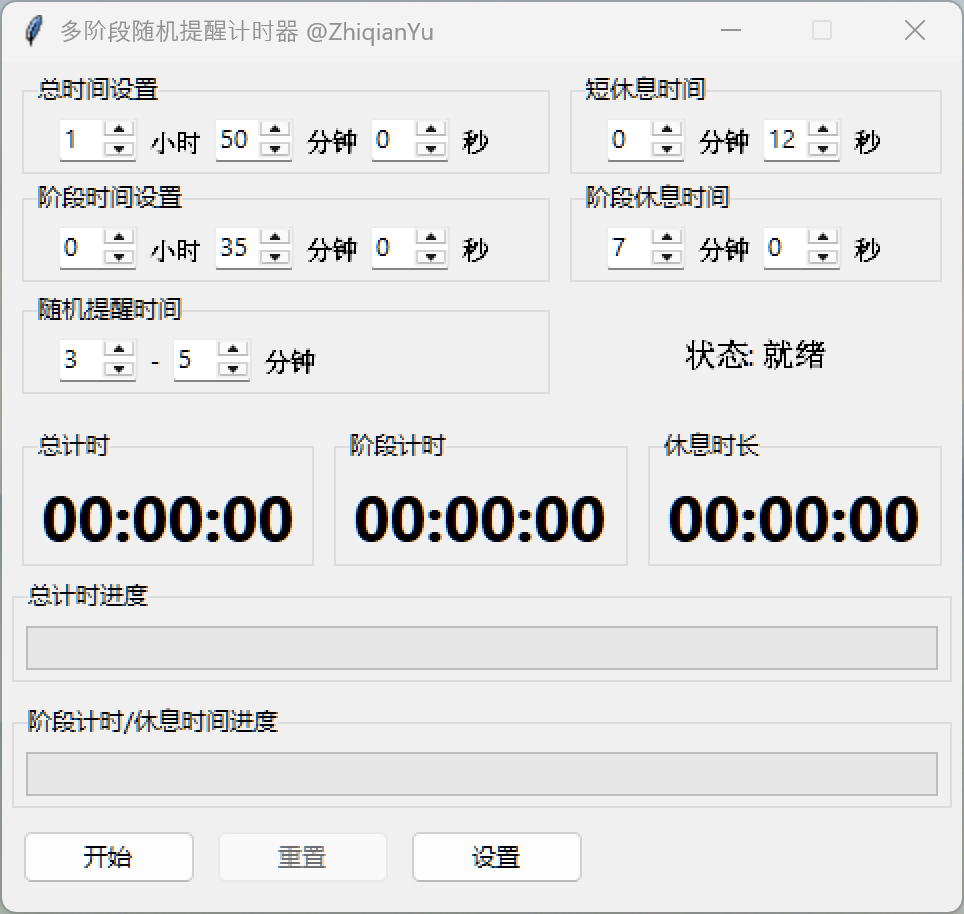 多阶段随机提醒计时器 @ZhiqianYu
总时间设置
1 小时 50 分钟 0 秒
短休息时间
0 分钟 12 秒
阶段时间设置
0 小时 35 分钟 0 秒
阶段休息时间
7 分钟 0 秒
随机提醒时间
3 - 5 分钟
状态: 就绪
总计时
00:00:00
阶段计时
00:00:00
休息时长
00:00:00
总计时进度
阶段计时/休息时间进度
开始
重置
设置